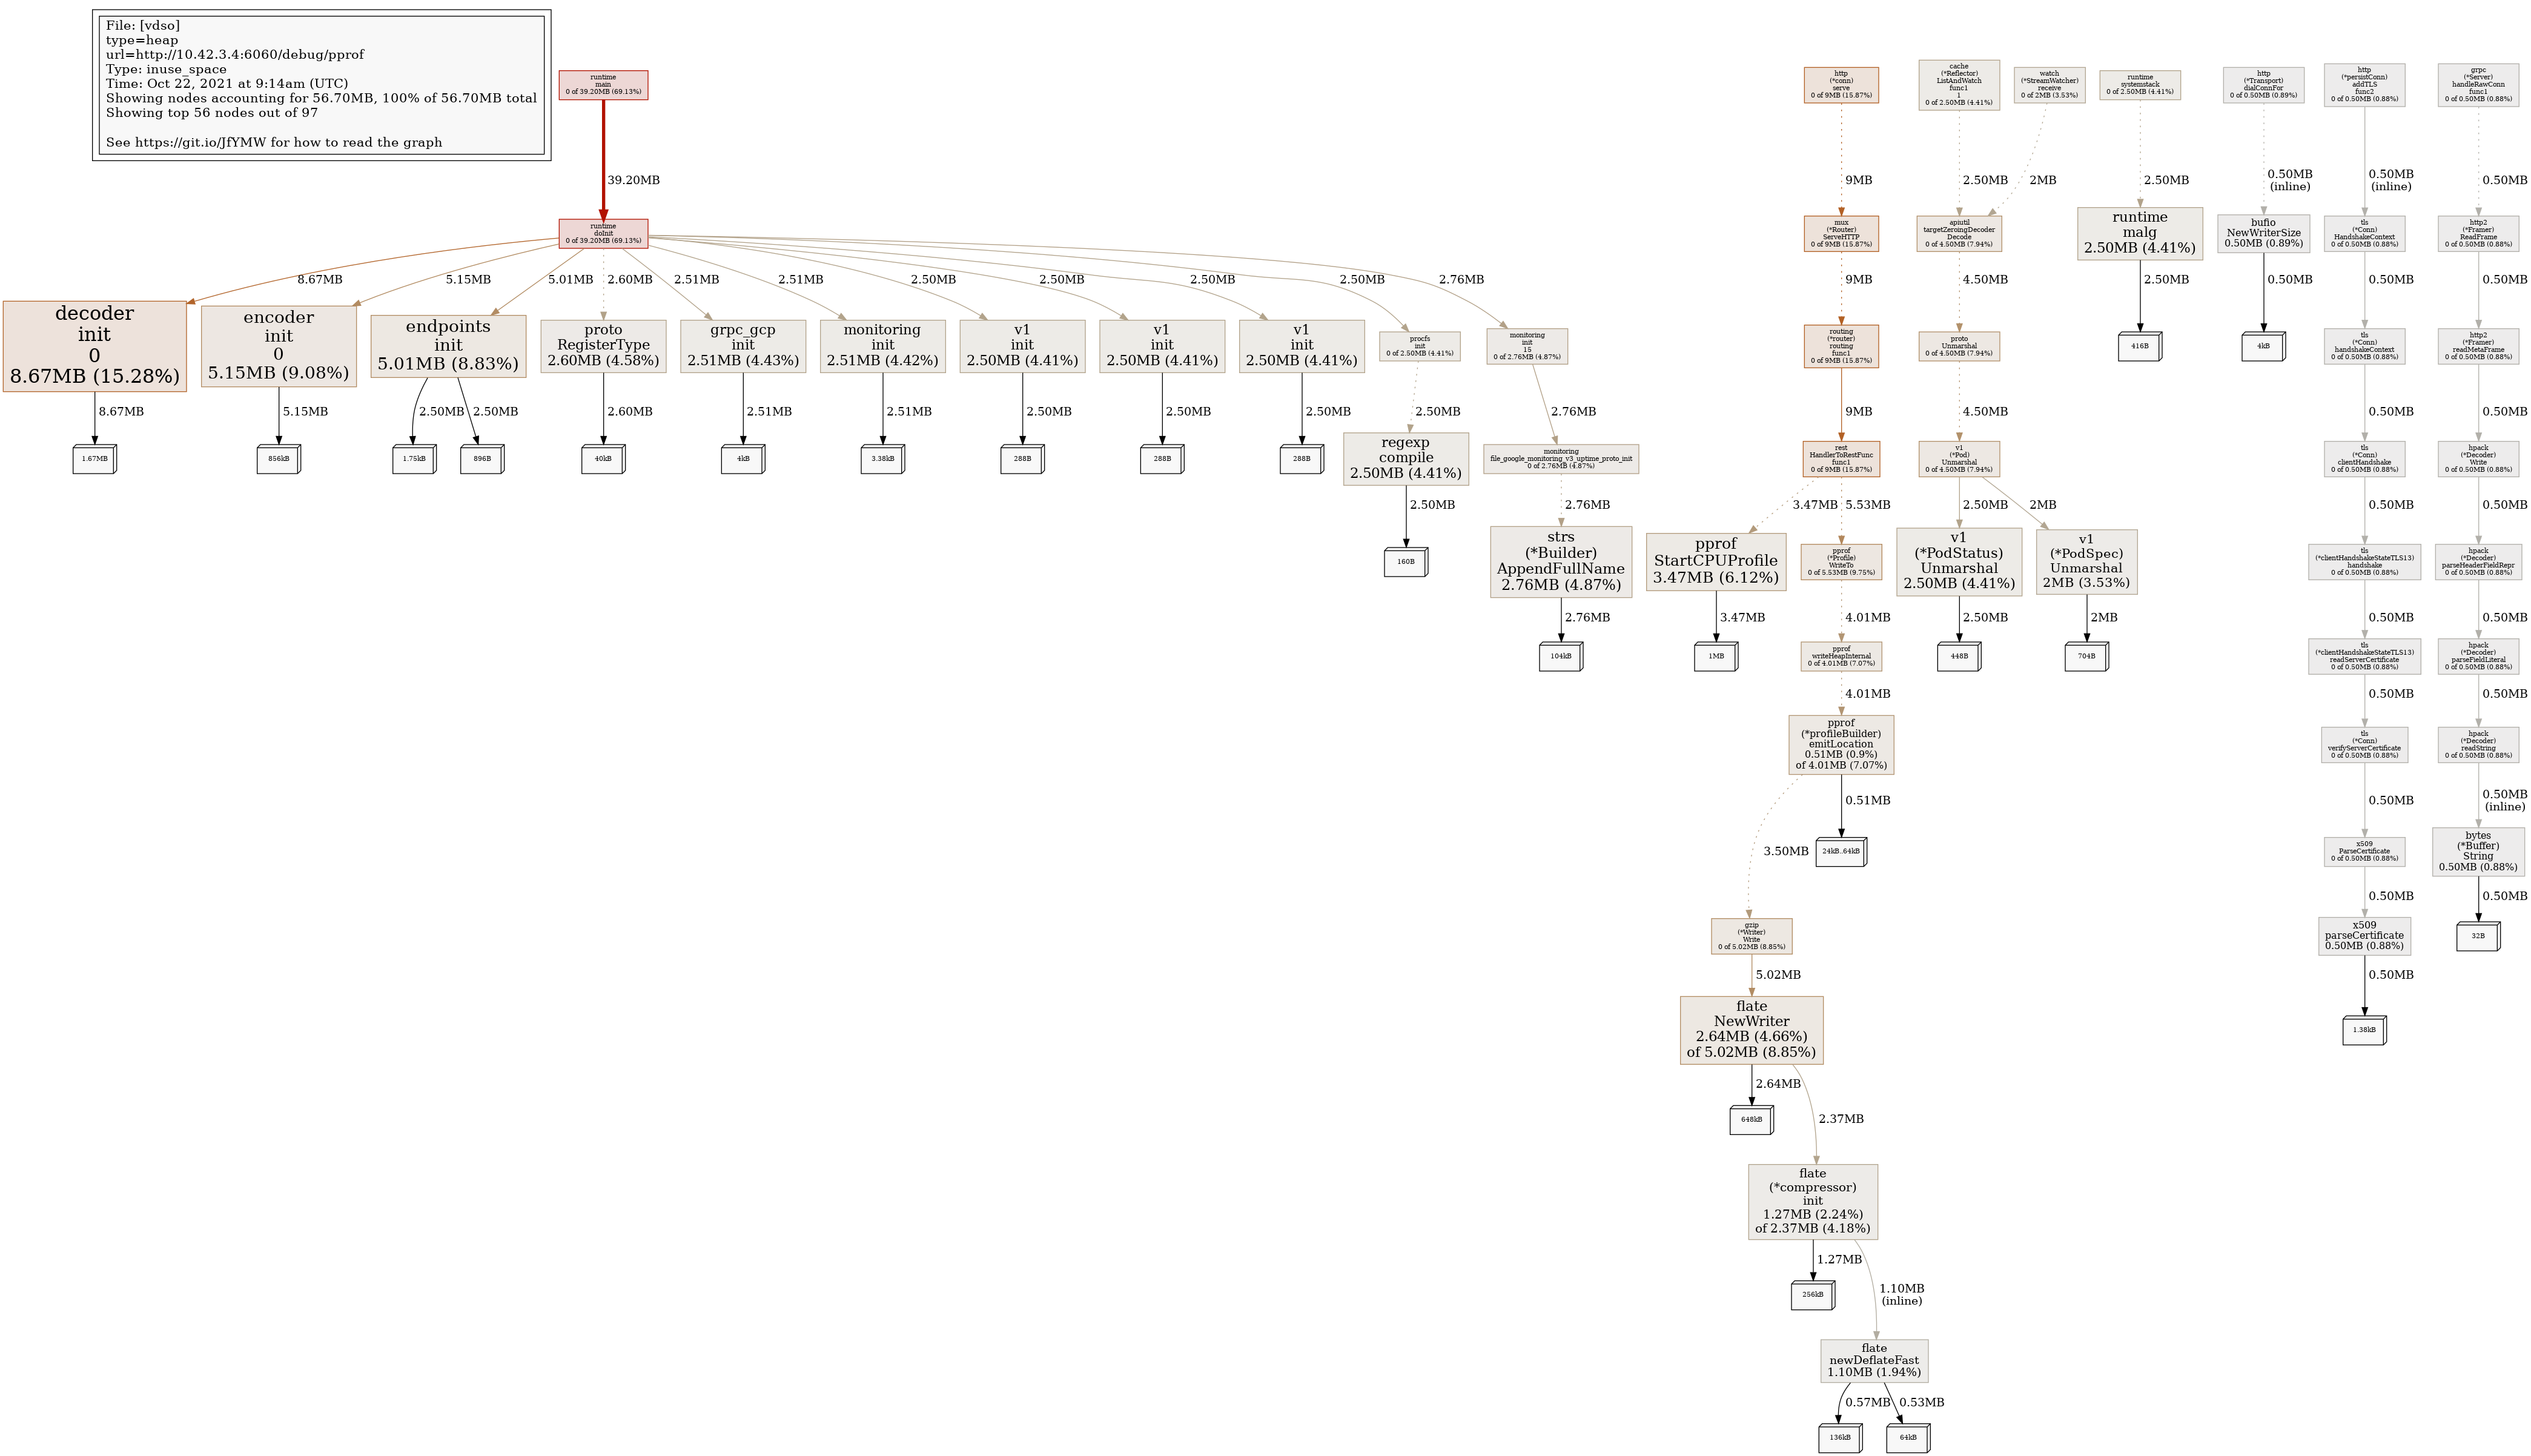 File: [vdso]
type=heap
url=http://10.42.3.4:6060/debug/pprof
Type: inuse_space
Time: Oct 22, 2021 at 9:14am (UTC)
Showing nodes accounting for 56.70MB, 100% of 56.70MB total
Showing top 56 nodes out of 97
See https://git.io/JfYMW for how to read the graph
runtime
main
0 of 39.20MB (69.13%)
39.20MB
runtime
doInit
0 of 39.20MB (69.13%)
8.67MB
5.15MB
5.01MB
2.60MB
2.51MB
2.51MB
2.50MB
2.50MB
2.50MB
2.50MB
2.76MB
decoder
init
0
8.67MB (15.28%)
8.67MB
1.67MB
encoder
init
0
5.15MB (9.08%)
5.15MB
856kB
endpoints
init
5.01MB (8.83%)
2.50MB
2.50MB
1.75kB
896B
proto
RegisterType
2.60MB (4.58%)
2.60MB
40kB
grpc_gcp
init
2.51MB (4.43%)
2.51MB
4kB
monitoring
init
2.51MB (4.42%)
2.51MB
3.38kB
v1
init
2.50MB (4.41%)
2.50MB
288B
v1
init
2.50MB (4.41%)
2.50MB
288B
v1
init
2.50MB (4.41%)
2.50MB
288B
procfs
init
0 of 2.50MB (4.41%)
2.50MB
regexp
compile
2.50MB (4.41%)
2.50MB
160B
monitoring
init
15
0 of 2.76MB (4.87%)
2.76MB
monitoring
file_google_monitoring_v3_uptime_proto_init
0 of 2.76MB (4.87%)
2.76MB
strs
(*Builder)
AppendFullName
2.76MB (4.87%)
2.76MB
104kB
http
(*conn)
serve
0 of 9MB (15.87%)
9MB
mux
(*Router)
ServeHTTP
0 of 9MB (15.87%)
9MB
routing
(*router)
routing
func1
0 of 9MB (15.87%)
9MB
rest
HandlerToRestFunc
func1
0 of 9MB (15.87%)
3.47MB
5.53MB
pprof
StartCPUProfile
3.47MB (6.12%)
3.47MB
1MB
pprof
(*Profile)
WriteTo
0 of 5.53MB (9.75%)
4.01MB
pprof
writeHeapInternal
0 of 4.01MB (7.07%)
4.01MB
pprof
(*profileBuilder)
emitLocation
0.51MB (0.9%)
of 4.01MB (7.07%)
3.50MB
0.51MB
24kB..64kB
gzip
(*Writer)
Write
0 of 5.02MB (8.85%)
5.02MB
flate
NewWriter
2.64MB (4.66%)
of 5.02MB (8.85%)
2.64MB
2.37MB
648kB
flate
(*compressor)
init
1.27MB (2.24%)
of 2.37MB (4.18%)
1.27MB
1.10MB
(inline)
256kB
flate
newDeflateFast
1.10MB (1.94%)
0.57MB
0.53MB
136kB
64kB
cache
(*Reflector)
ListAndWatch
func1
1
0 of 2.50MB (4.41%)
2.50MB
watch
(*StreamWatcher)
receive
0 of 2MB (3.53%)
2MB
apiutil
targetZeroingDecoder
Decode
0 of 4.50MB (7.94%)
4.50MB
proto
Unmarshal
0 of 4.50MB (7.94%)
4.50MB
v1
(*Pod)
Unmarshal
0 of 4.50MB (7.94%)
2.50MB
2MB
v1
(*PodStatus)
Unmarshal
2.50MB (4.41%)
2.50MB
448B
v1
(*PodSpec)
Unmarshal
2MB (3.53%)
2MB
704B
runtime
systemstack
0 of 2.50MB (4.41%)
2.50MB
runtime
malg
2.50MB (4.41%)
2.50MB
416B
http
(*Transport)
dialConnFor
0 of 0.50MB (0.89%)
0.50MB
(inline)
bufio
NewWriterSize
0.50MB (0.89%)
0.50MB
4kB
http
(*persistConn)
addTLS
func2
0 of 0.50MB (0.88%)
0.50MB
(inline)
tls
(*Conn)
HandshakeContext
0 of 0.50MB (0.88%)
0.50MB
tls
(*Conn)
handshakeContext
0 of 0.50MB (0.88%)
0.50MB
tls
(*Conn)
clientHandshake
0 of 0.50MB (0.88%)
0.50MB
tls
(*clientHandshakeStateTLS13)
handshake
0 of 0.50MB (0.88%)
0.50MB
tls
(*clientHandshakeStateTLS13)
readServerCertificate
0 of 0.50MB (0.88%)
0.50MB
tls
(*Conn)
verifyServerCertificate
0 of 0.50MB (0.88%)
0.50MB
x509
ParseCertificate
0 of 0.50MB (0.88%)
0.50MB
x509
parseCertificate
0.50MB (0.88%)
0.50MB
1.38kB
grpc
(*Server)
handleRawConn
func1
0 of 0.50MB (0.88%)
0.50MB
http2
(*Framer)
ReadFrame
0 of 0.50MB (0.88%)
0.50MB
http2
(*Framer)
readMetaFrame
0 of 0.50MB (0.88%)
0.50MB
hpack
(*Decoder)
Write
0 of 0.50MB (0.88%)
0.50MB
hpack
(*Decoder)
parseHeaderFieldRepr
0 of 0.50MB (0.88%)
0.50MB
hpack
(*Decoder)
parseFieldLiteral
0 of 0.50MB (0.88%)
0.50MB
hpack
(*Decoder)
readString
0 of 0.50MB (0.88%)
0.50MB
(inline)
bytes
(*Buffer)
String
0.50MB (0.88%)
0.50MB
32B